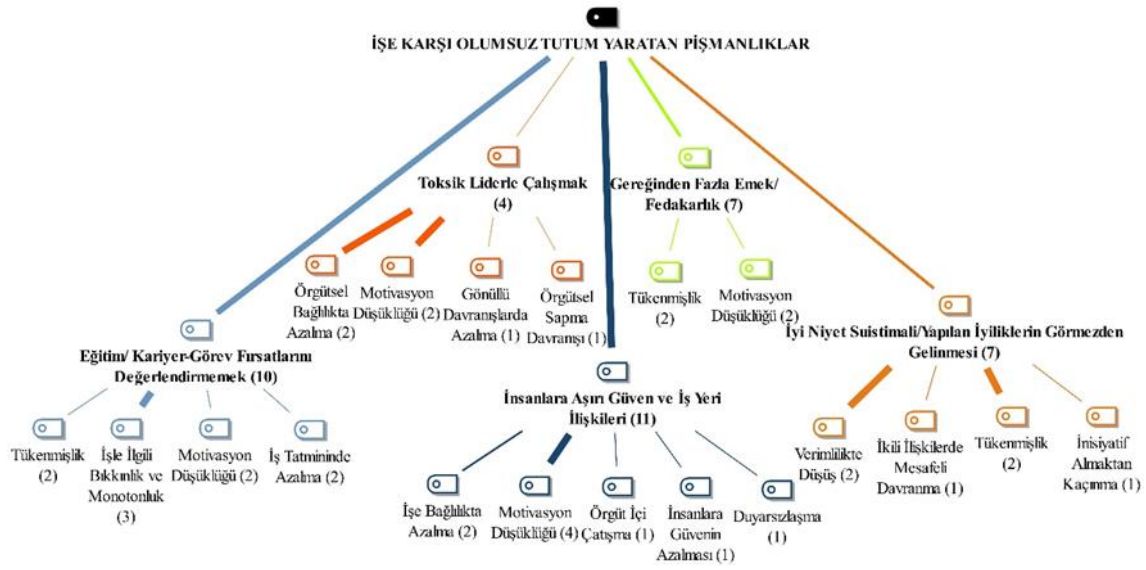 İŞE KARŞI OLUMSUZ TUTUM YARATAN PİŞMANLIKLAR
Toksik Liderle Çalışmak
(4)
Gereğinden Fazla Emek/
Fedakarlık (7)
Örgütsel
Bağlılıkta
Azalma (2)
Motivasyon
Düşüklüğü (2)
Gönüllü
Davranışlarda
Azalma (1)
Örgütsel
Sapma
Davranışı (1)
Tükenmişlik
(2)
Motivasyon
Düşüklüğü (2)
Eğitim/ Kariyer-Görev Fırsatlarını
Değerlendirmemek (10)
İnsanlara Aşırı Güven ve İş Yeri
İlişkileri (11)
İyi Niyet Suistimali/Yapılan İyiliklerin Görmezden
Gelinmesi (7)
Tükenmişlik
(2)
İşle İlgili
Bıkkınlık ve
Monotonluk
(3)
Motivasyon
Düşüklüğü (2)
İş Tatmininde
Azalma (2)
İşe Bağlılıkta
Azalma (2)
Motivasyon
Düşüklüğü (4)
Örgüt İçi
Çatışma (1)
İnsanlara
Güvenin
Azalması (1)
Duyarsızlaşma
(1)
Verimlilikte
Düşüş (2)
İkili İlişkilerde
Mesafeli
Davranma (1)
Tükenmişlik
(2)
İnisiyatif
Almaktan
Kaçınma (1)